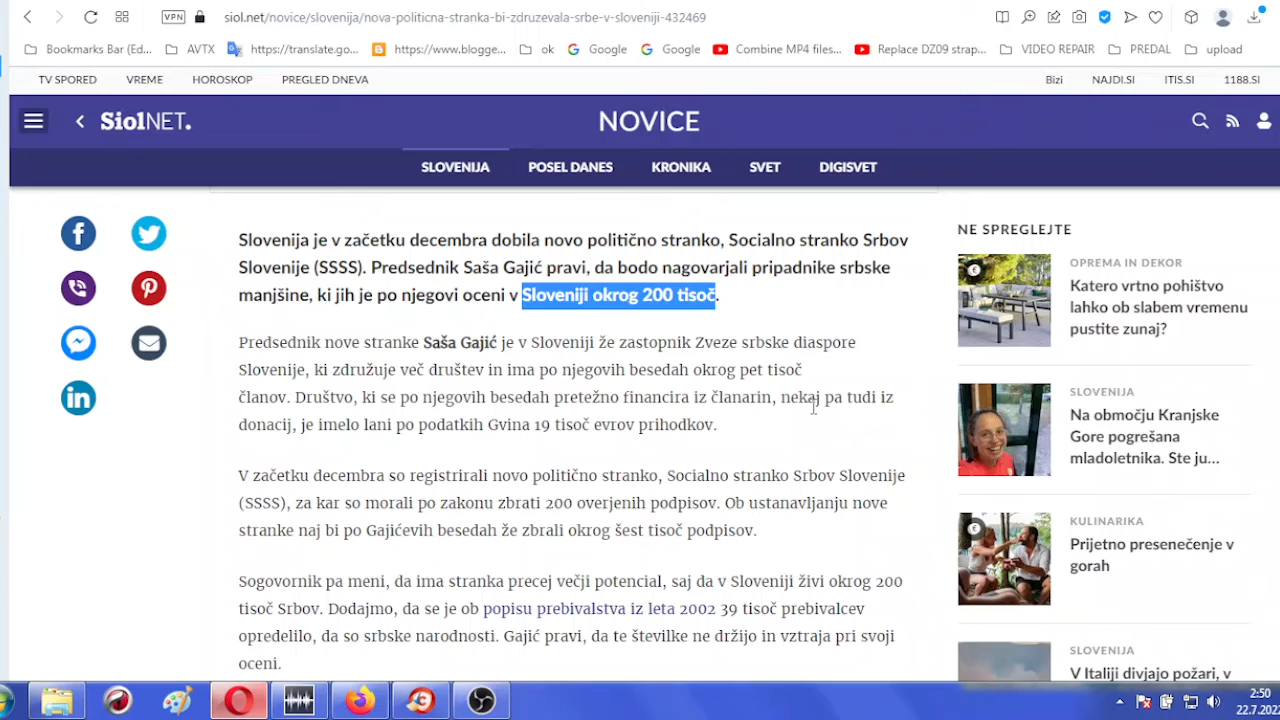 VPN siol.net/novice/slovenija/nova-politicna-stranka-bi-zdruzevala-srbe-v-sloveniji-432469
Bookmarks Bar (Ed... AVTX https://translate.go... https://www.blogge... ok Google Google Combine MP4 files... Replace DZ09 strap... VIDEO REPAIR PREDAL upload
TV SPORED VREME HOROSKOP PREGLED DNEVA Bizi NAJDI.SI ITIS.SI 1188.SI
SiolNET. NOVICE
SLOVENIJA POSEL DANES KRONIKA SVET DIGISVET
Slovenija je v začetku decembra dobila novo politično stranko, Socialno stranko Srbov
Slovenije (SSSS). Predsednik Saša Gajić pravi, da bodo nagovarjali pripadnike srbske
manjšine, ki jih je po njegovi oceni v Sloveniji okrog 200 tisoč.
Predsednik nove stranke Saša Gajić je v Sloveniji že zastopnik Zveze srbske diaspore
Slovenije, ki združuje več društev in ima po njegovih besedah okrog pet tisoč
članov. Društvo, ki se po njegovih besedah pretežno financira iz članarin, nekaj pa tudi iz
donacij, je imelo lani po podatkih Gvina 19 tisoč evrov prihodkov.
V začetku decembra so registrirali novo politično stranko, Socialno stranko Srbov Slovenije
(SSSS), za kar so morali po zakonu zbrati 200 overjenih podpisov. Ob ustanavljanju nove
stranke naj bi po Gajićevih besedah že zbrali okrog šest tisoč podpisov.
Sogovornik pa meni, da ima stranka precej večji potencial, saj da v Sloveniji živi okrog 200
tisoč Srbov. Dodajmo, da se je ob popisu prebivalstva iz leta 2002 39 tisoč prebivalcev
opredelilo, da so srbske narodnosti. Gajić pravi, da te številke ne držijo in vztraja pri svoji
oceni.
NE SPREGLEJTE
OPREMA IN DEKOR
Katero vrtno pohištvo
lahko ob slabem vremenu
pustite zunaj?
SLOVENIJA
Na območju Kranjske
Gore pogrešana
mladoletnika. Ste ju...
KULINARIKA
Prijetno presenečenje v
gorah
SLOVENIJA
V Italiji divjajo požari, v
2:50
22.7.202